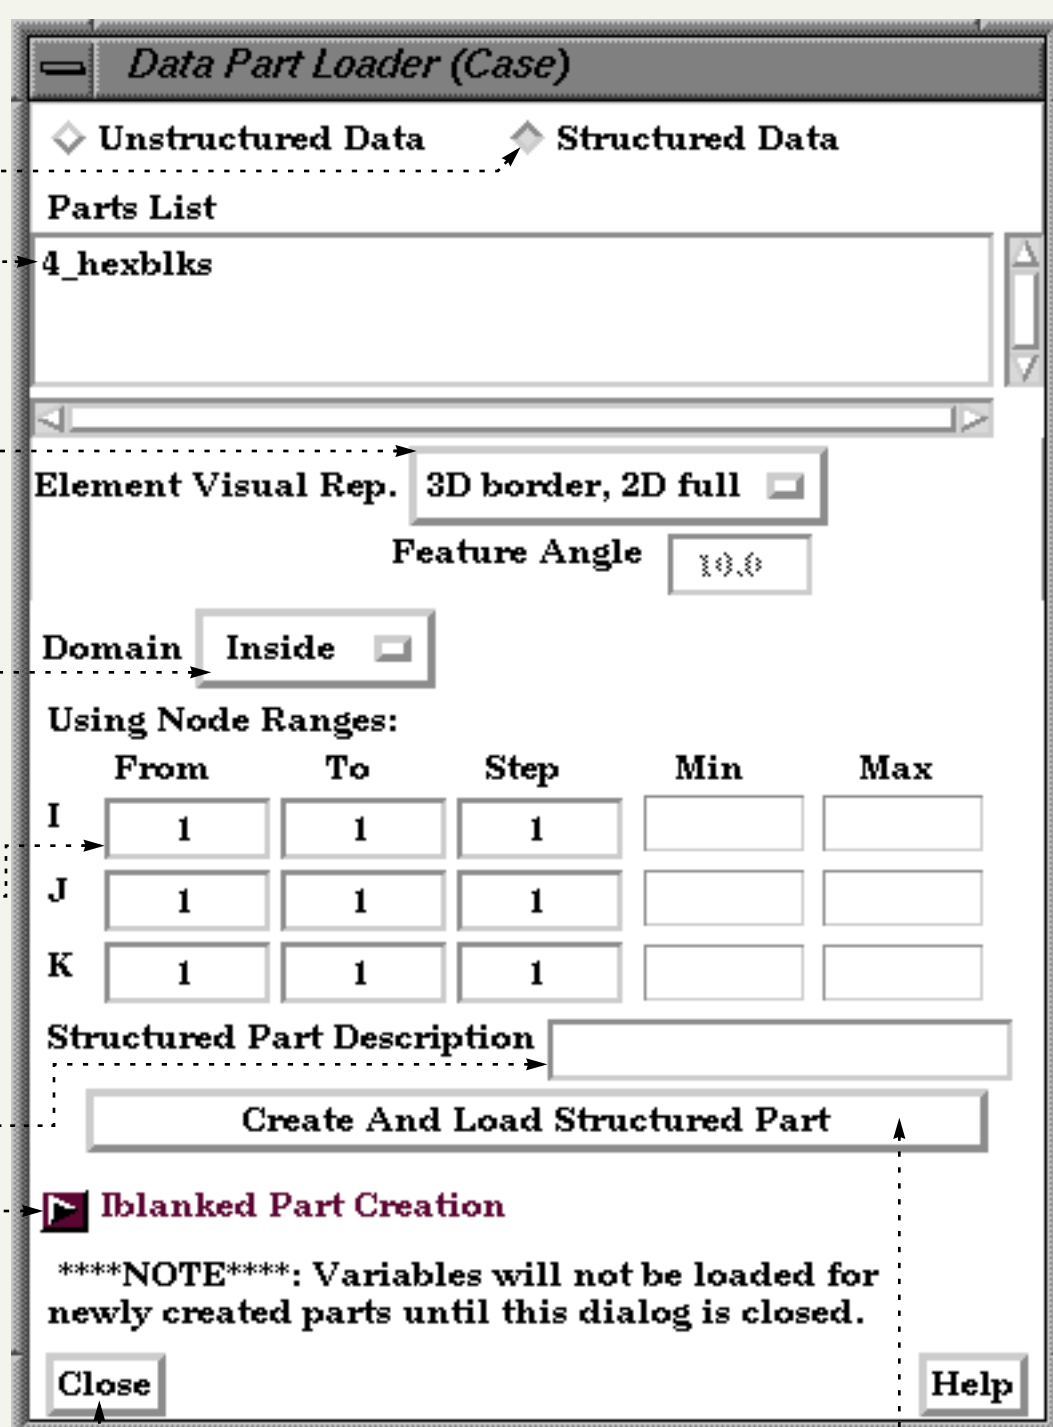 Data Part Loader (Case)
Unstructured Data Structured Data
Parts List
4_hexblks
Element Visual Rep. 3D border, 2D full
Feature Angle 10.0
Domain Inside
Using Node Ranges:
From To Step Min Max
I 1 1 1
J 1 1 1
K 1 1 1
Structured Part Description
Create And Load Structured Part
Iblanked Part Creation
****NOTE****: Variables will not be loaded for
newly created parts until this dialog is closed.
Close Help